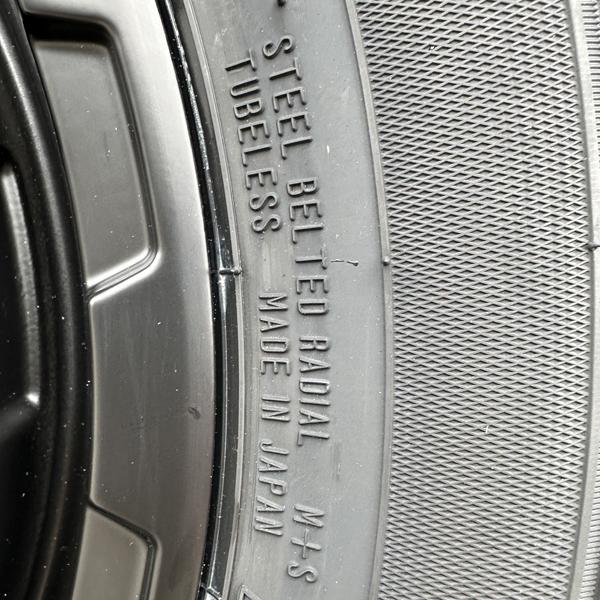 STEEL BELTED RADIAL M+S
TUBELESS MADE IN JAPAN